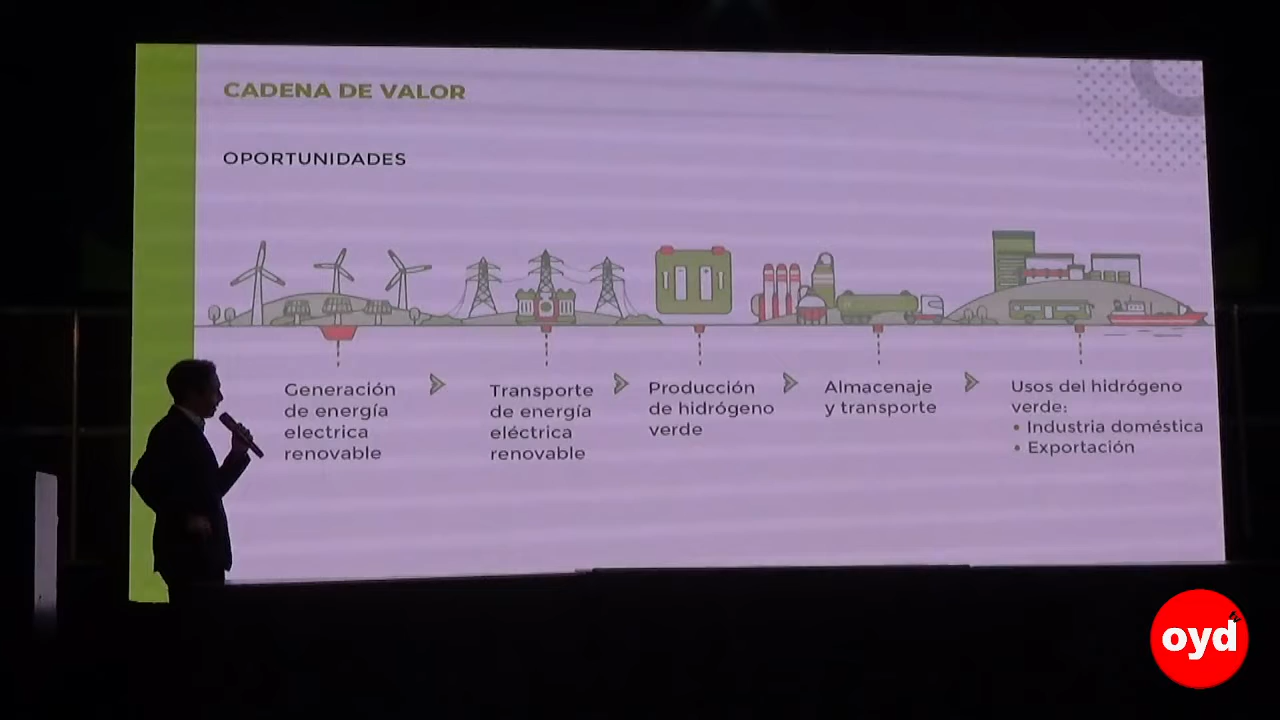 CADENA DE VALOR
OPORTUNIDADES
Generación
de energía
electrica
renovable
Transporte
de energía
eléctrica
renovable
Producción
de hidrógeno
verde
Almacenaje
y transporte
Usos del hidrógeno
verde:
• Industria doméstica
• Exportación
oyd
tv